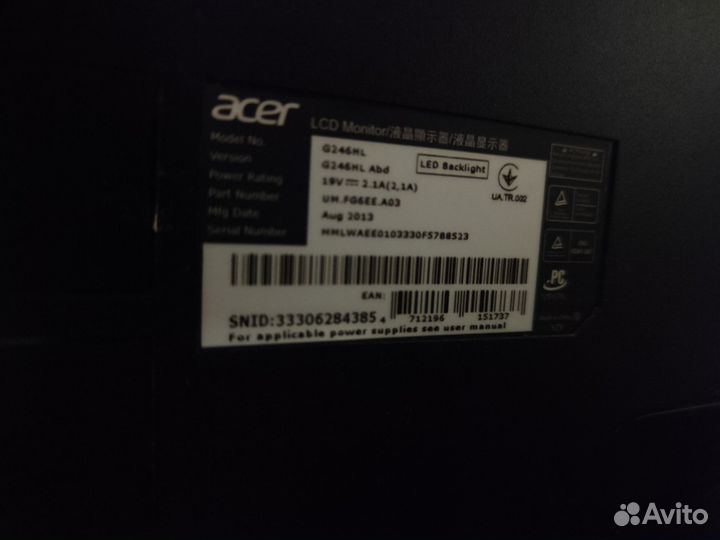 acer
LCD Monitor/液晶顯示器/液晶显示器
Model No. G246HL
Version G246HL Abd
Power Rating 19V ⎓ 2.1A(2,1A)
Part Number UM.FG6EE.A03
Mfg Date Aug 2013
Serial Number MMLWAEE0103330F5788523
LED Backlight
UA.TR.002
EAN:
4 712196 151737
SNID:33306284385
For applicable power supplies see user manual
PC
Avito